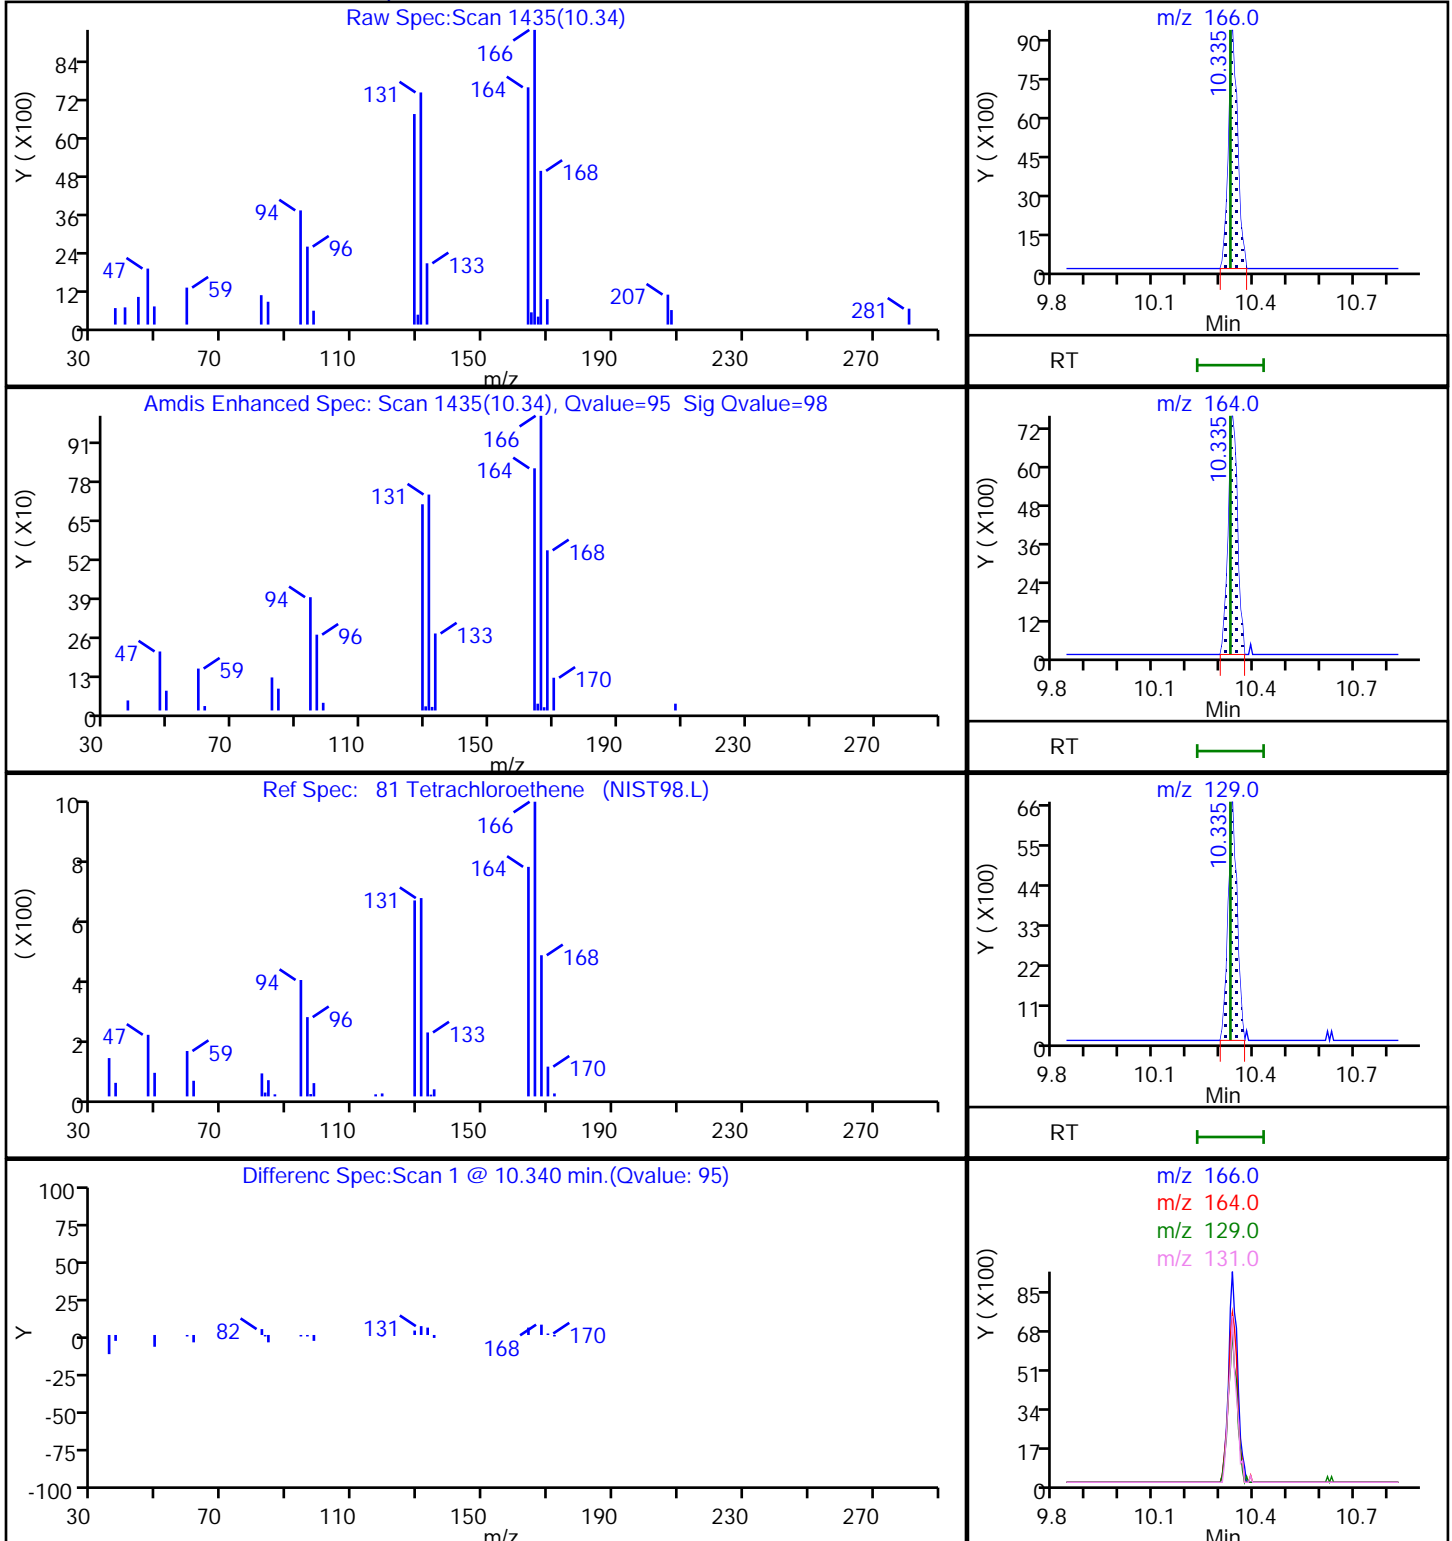 Raw Spec:Scan 1435(10.34)
Y ( X100)
84
72
60
48
36
24
12
0
166
164
131
168
94
96
47
133
59
207
281
30 70 110 150 190 230 270
m/z
m/z 166.0
Y ( X100)
90
75
60
45
30
15
0
10.335
9.8 10.1 10.4 10.7
Min
RT
Amdis Enhanced Spec: Scan 1435(10.34), Qvalue=95 Sig Qvalue=98
Y ( X10)
91
78
65
52
39
26
13
0
166
164
131
168
94
96
133
47
59
170
30 70 110 150 190 230 270
m/z
m/z 164.0
Y ( X100)
72
60
48
36
24
12
0
10.335
9.8 10.1 10.4 10.7
Min
RT
Ref Spec: 81 Tetrachloroethene (NIST98.L)
( X100)
10
8
6
4
2
0
166
164
131
168
94
96
47
133
59
170
30 70 110 150 190 230 270
m/z 129.0
Y ( X100)
66
55
44
33
22
11
0
10.335
9.8 10.1 10.4 10.7
Min
RT
Differenc Spec:Scan 1 @ 10.340 min.(Qvalue: 95)
Y
100
75
50
25
0
-25
-50
-75
-100
82
131
168
170
30 70 110 150 190 230 270
m/z
m/z 166.0
m/z 164.0
m/z 129.0
m/z 131.0
Y ( X100)
85
68
51
34
17
0
9.8 10.1 10.4 10.7
Min